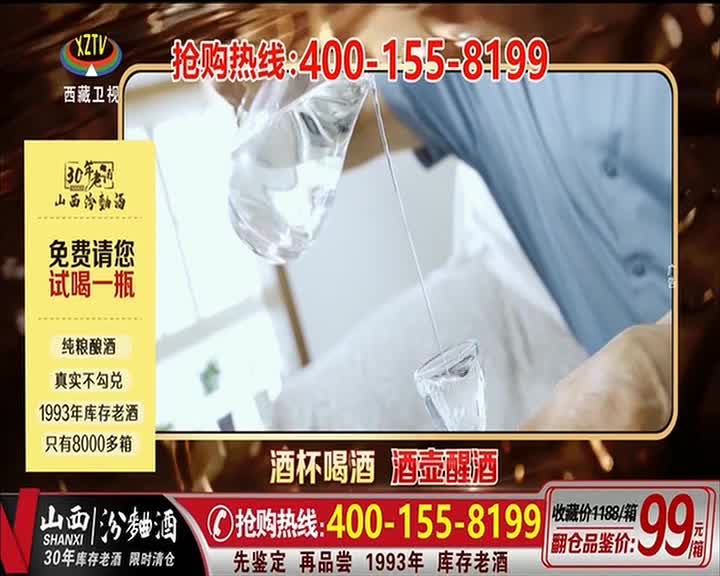 XZTV
西藏卫视
抢购热线:400-155-8199
30年老酒
山西汾麯酒
免费请您
试喝一瓶
纯粮酿酒
真实不勾兑
1993年库存老酒
只有8000多箱
广告
酒杯喝酒 酒壶醒酒
山西 SHANXI 汾麯酒
30年库存老酒 限时清仓
抢购热线:400-155-8199
先鉴定 再品尝 1993年 库存老酒
收藏价1188/箱
翻仓品鉴价:99元/箱